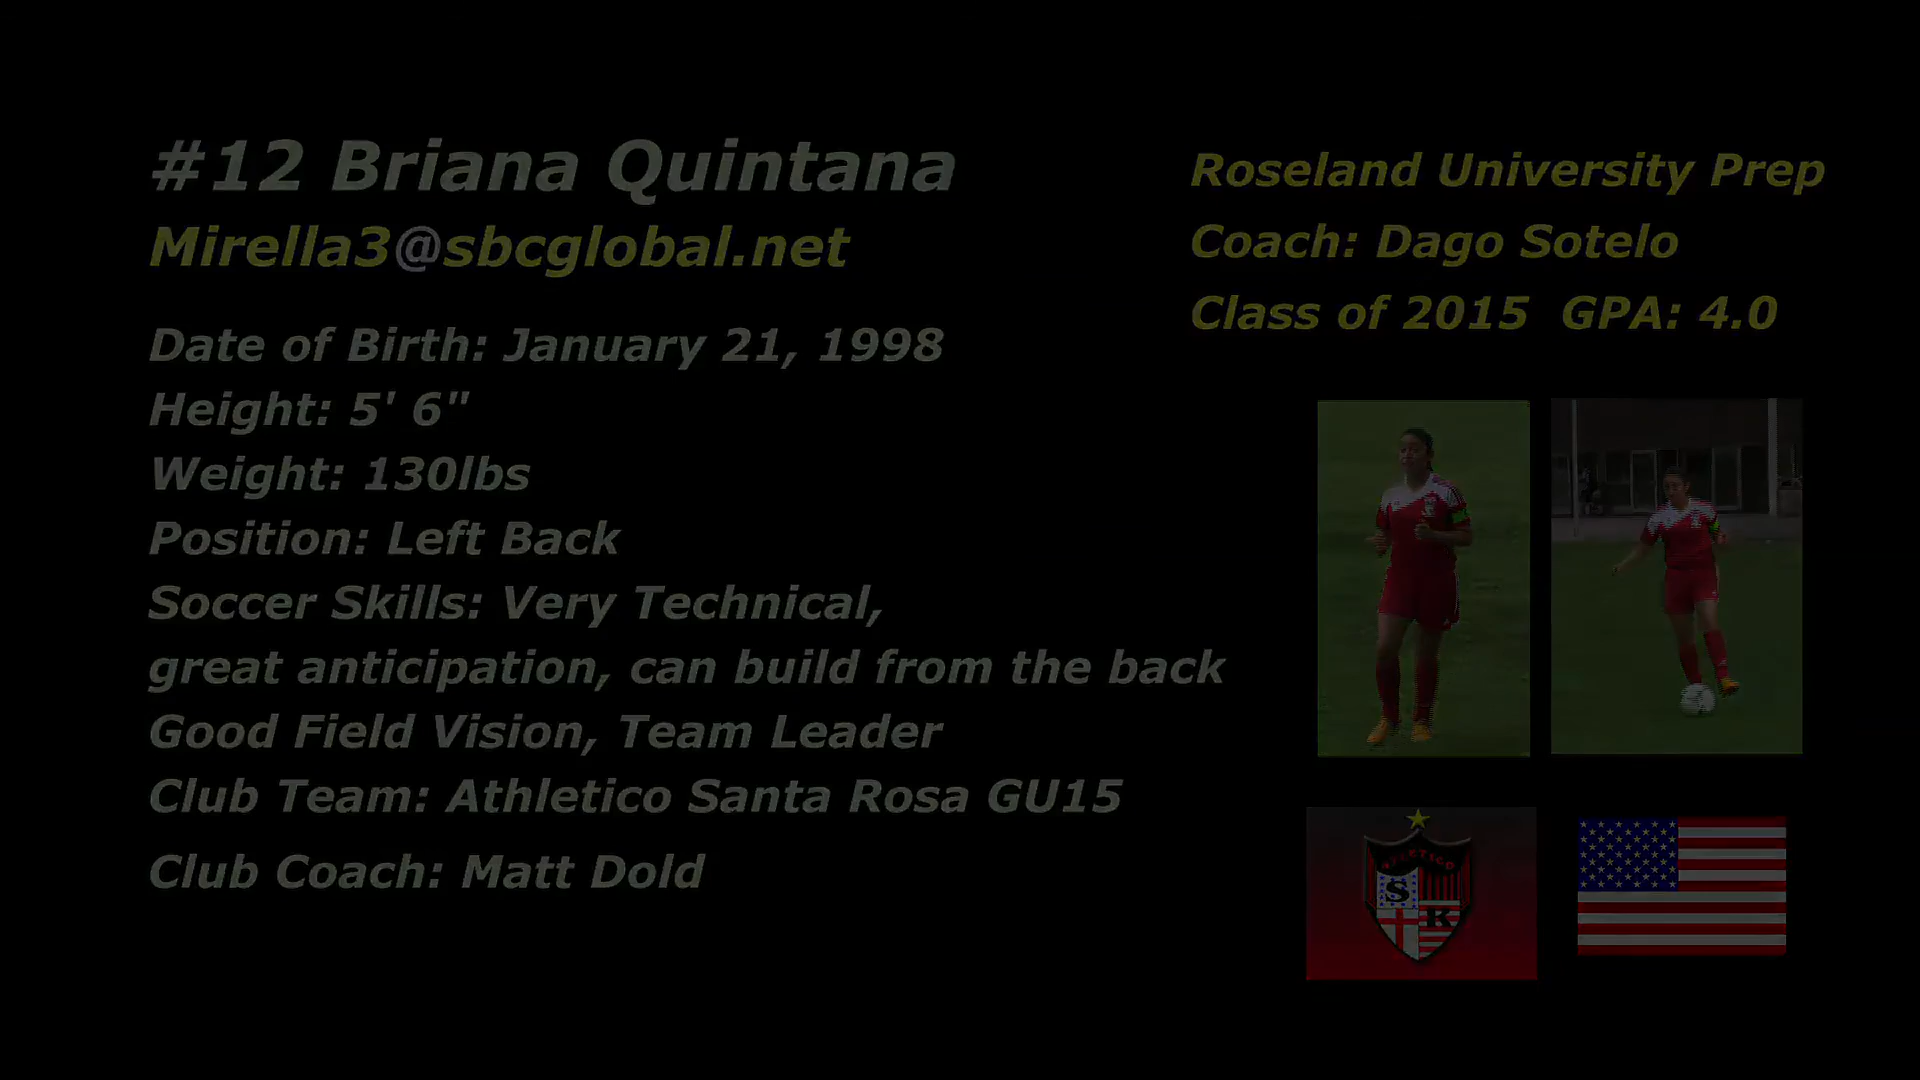 #12 Briana Quintana
Mirella3@sbcglobal.net
Date of Birth: January 21, 1998
Height: 5' 6"
Weight: 130lbs
Position: Left Back
Soccer Skills: Very Technical,
great anticipation, can build from the back
Good Field Vision, Team Leader
Club Team: Athletico Santa Rosa GU15
Club Coach: Matt Dold
Roseland University Prep
Coach: Dago Sotelo
Class of 2015 GPA: 4.0
ATLETICO
S
R